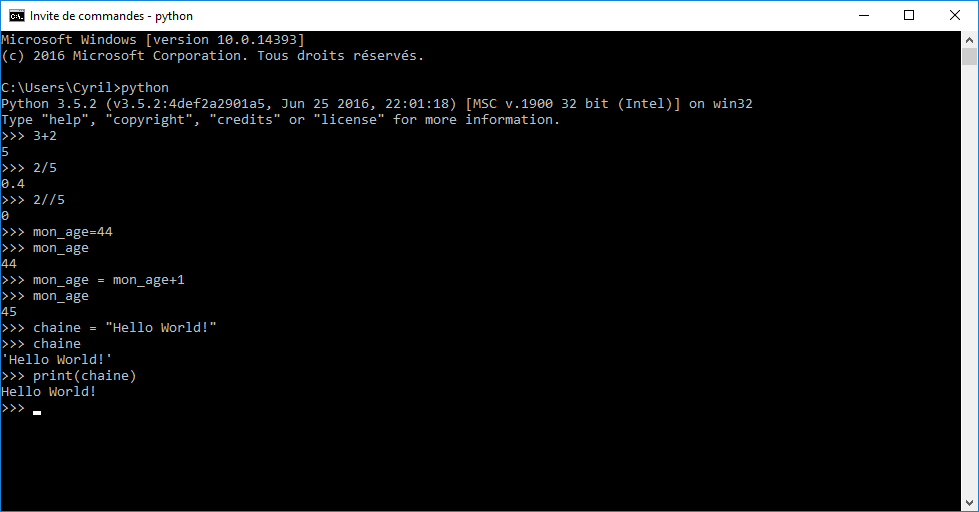 Invite de commandes - python
Microsoft Windows [version 10.0.14393]
(c) 2016 Microsoft Corporation. Tous droits réservés.
C:\Users\Cyril>python
Python 3.5.2 (v3.5.2:4def2a2901a5, Jun 25 2016, 22:01:18) [MSC v.1900 32 bit (Intel)] on win32
Type "help", "copyright", "credits" or "license" for more information.
>>> 3+2
5
>>> 2/5
0.4
>>> 2//5
0
>>> mon_age=44
>>> mon_age
44
>>> mon_age = mon_age+1
>>> mon_age
45
>>> chaine = "Hello World!"
>>> chaine
'Hello World!'
>>> print(chaine)
Hello World!
>>>